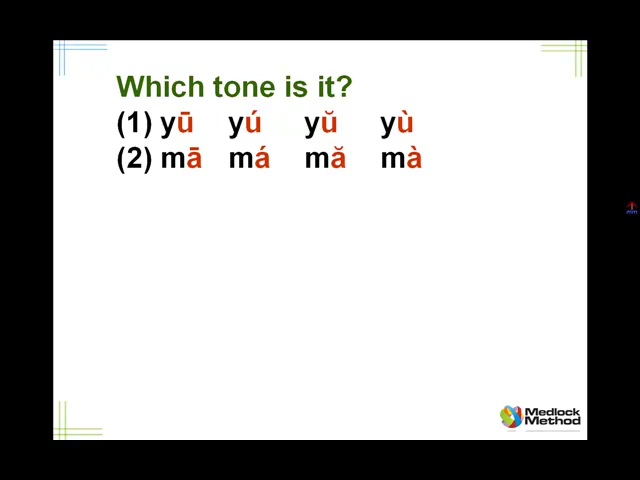 Which tone is it?
(1) yū yú yŭ yù
(2) mā má mă mà
Medlock
Method